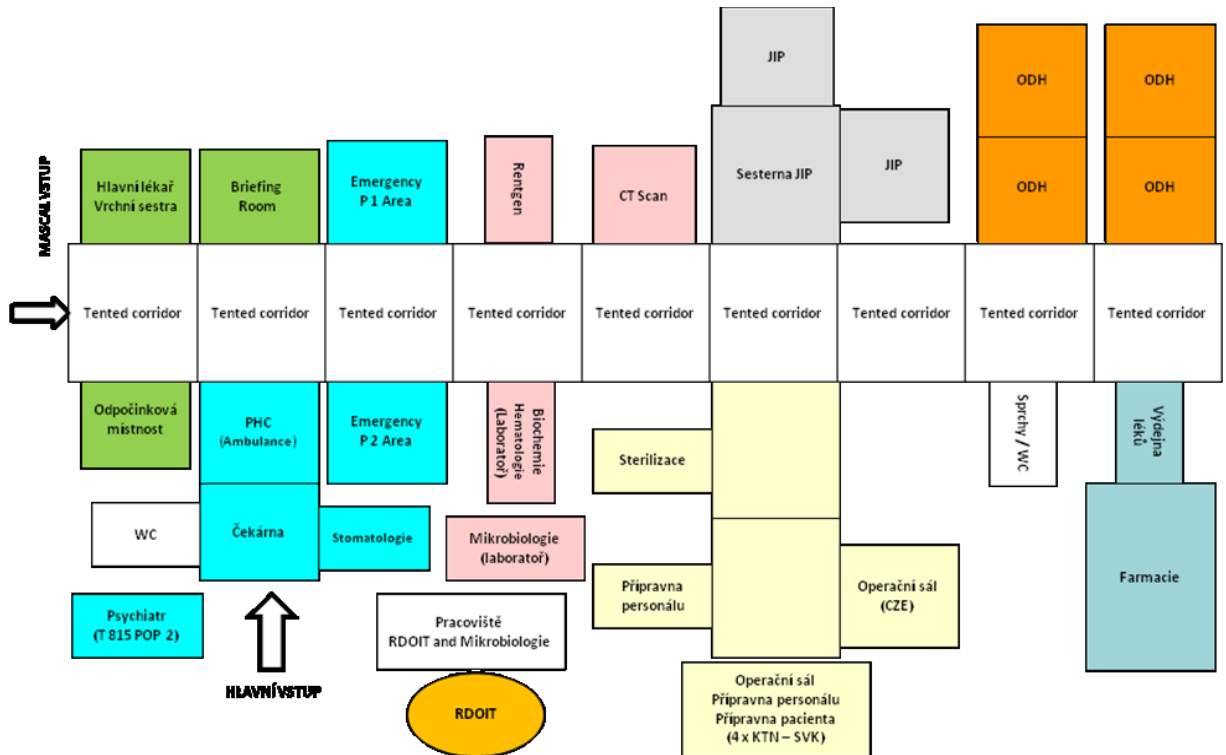 JIP
ODH
ODH
Hlavní lékař
Vrchní sestra
Briefing
Room
Emergency
P 1 Area
Rentgen
CT Scan
Sesterna JIP
JIP
ODH
ODH
MASCAL VSTUP
Tented corridor
Tented corridor
Tented corridor
Tented corridor
Tented corridor
Tented corridor
Tented corridor
Tented corridor
Tented corridor
Odpočinková
místnost
PHC
(Ambulance)
Emergency
P 2 Area
Biochemie
Hematologie
(Laboratoř)
Sterilizace
Sprchy / WC
Výdejna
léků
WC
Čekárna
Stomatologie
Mikrobiologie
(laboratoř)
Přípravna
personálu
Operační sál
(CZE)
Farmacie
Psychiatr
(T 815 POP 2)
Pracoviště
RDOIT and Mikrobiologie
HLAVNÍ VSTUP
RDOIT
Operační sál
Přípravna personálu
Přípravna pacienta
(4 x KTN – SVK)